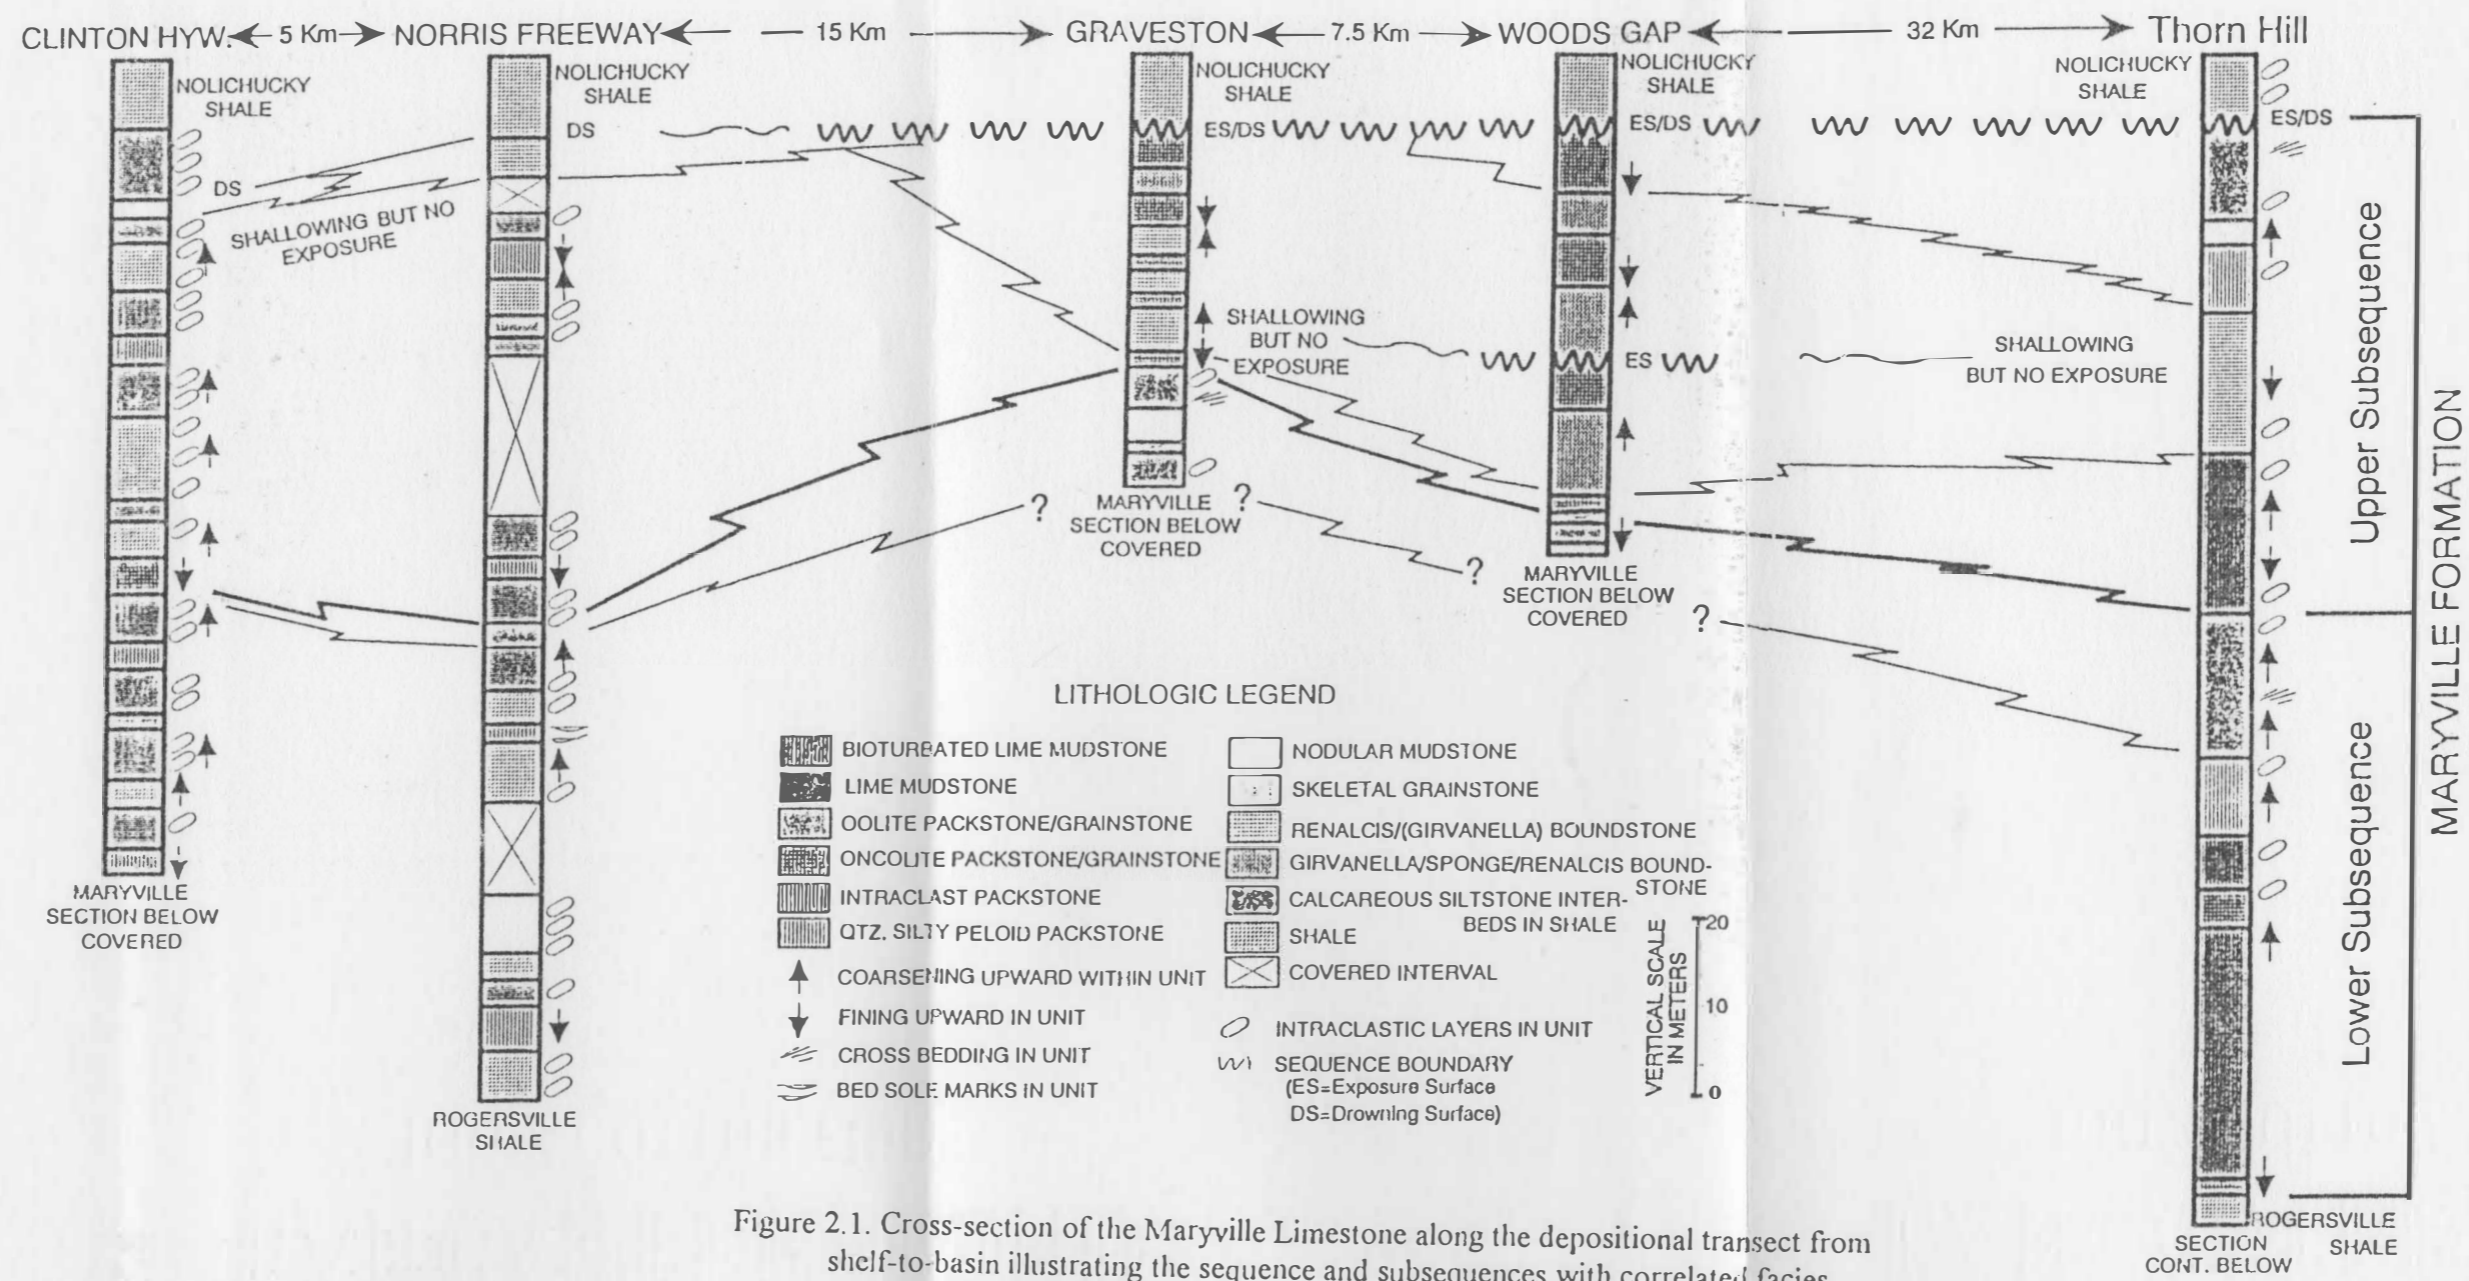 CLINTON HYW. 5 Km NORRIS FREEWAY 15 Km GRAVESTON 7.5 Km WOODS GAP 32 Km Thorn Hill
NOLICHUCKY
SHALE
NOLICHUCKY
SHALE
NOLICHUCKY
SHALE
NOLICHUCKY
SHALE
NOLICHUCKY
SHALE
DS
ES/DS
ES/DS
ES/DS
DS
SHALLOWING BUT NO
EXPOSURE
SHALLOWING
BUT NO
EXPOSURE
ES
SHALLOWING
BUT NO EXPOSURE
Upper Subsequence
MARYVILLE FORMATION
Lower Subsequence
?
?
?
?
MARYVILLE
SECTION BELOW
COVERED
MARYVILLE
SECTION BELOW
COVERED
MARYVILLE
SECTION BELOW
COVERED
ROGERSVILLE
SHALE
ROGERSVILLE
SHALE
SECTION
CONT. BELOW
LITHOLOGIC LEGEND
BIOTURBATED LIME MUDSTONE
LIME MUDSTONE
OOLITE PACKSTONE/GRAINSTONE
ONCOLITE PACKSTONE/GRAINSTONE
INTRACLAST PACKSTONE
QTZ. SILTY PELOID PACKSTONE
COARSENING UPWARD WITHIN UNIT
FINING UPWARD IN UNIT
CROSS BEDDING IN UNIT
BED SOLE MARKS IN UNIT
NODULAR MUDSTONE
SKELETAL GRAINSTONE
RENALCIS/(GIRVANELLA) BOUNDSTONE
GIRVANELLA/SPONGE/RENALCIS BOUND-
STONE
CALCAREOUS SILTSTONE INTER-
BEDS IN SHALE
SHALE
COVERED INTERVAL
INTRACLASTIC LAYERS IN UNIT
SEQUENCE BOUNDARY
(ES=Exposure Surface
DS=Drowning Surface)
VERTICAL SCALE
IN METERS
20
10
0
Figure 2.1. Cross-section of the Maryville Limestone along the depositional transect from
shelf-to-basin illustrating the sequence and subsequences with correlated facies